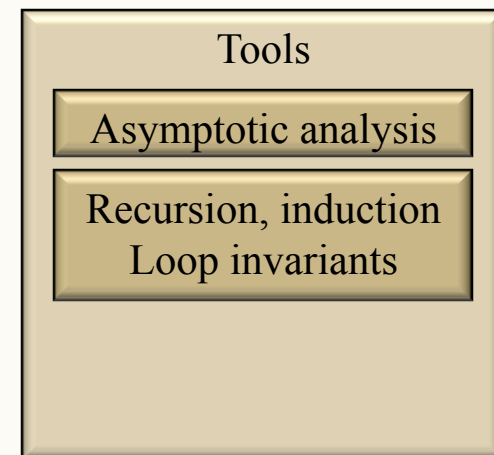 Tools
Asymptotic analysis
Recursion, induction
Loop invariants